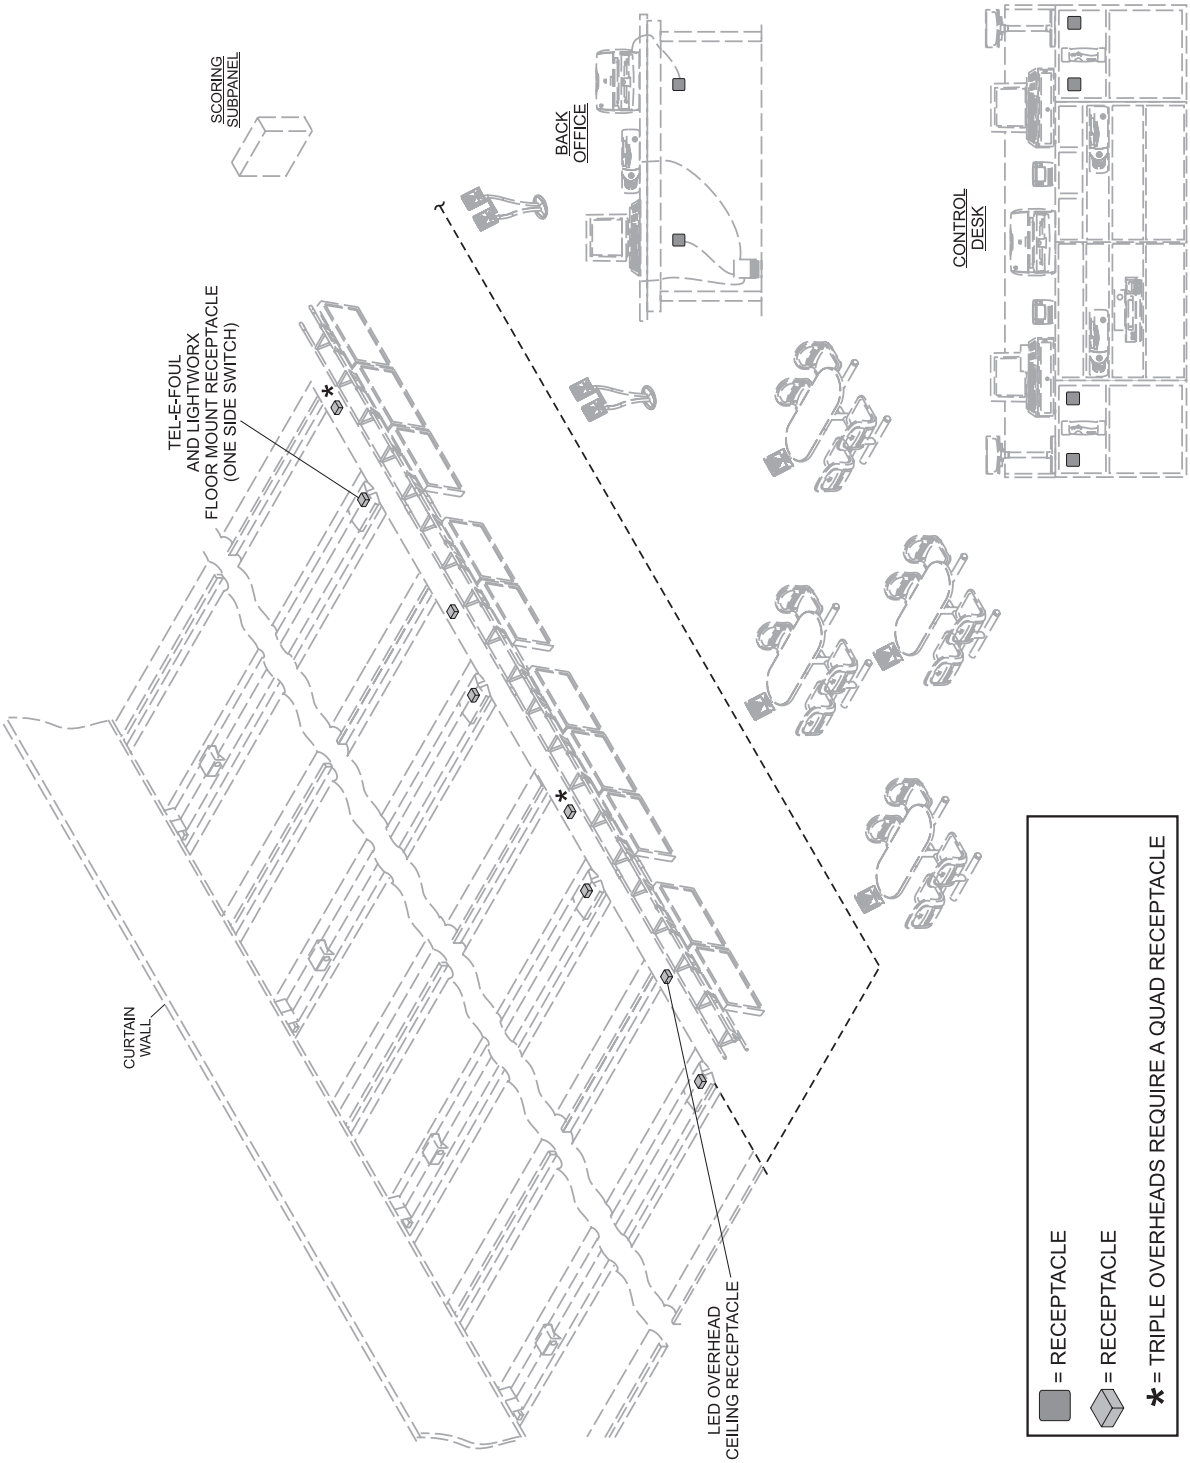 SCORING
SUBPANEL
TEL-E-FOUL
AND LIGHTWORX
FLOOR MOUNT RECEPTACLE
(ONE SIDE SWITCH)
BACK
OFFICE
CONTROL
DESK
CURTAIN
WALL
LED OVERHEAD
CEILING RECEPTACLE
= RECEPTACLE
= RECEPTACLE
* = TRIPLE OVERHEADS REQUIRE A QUAD RECEPTACLE
*
*